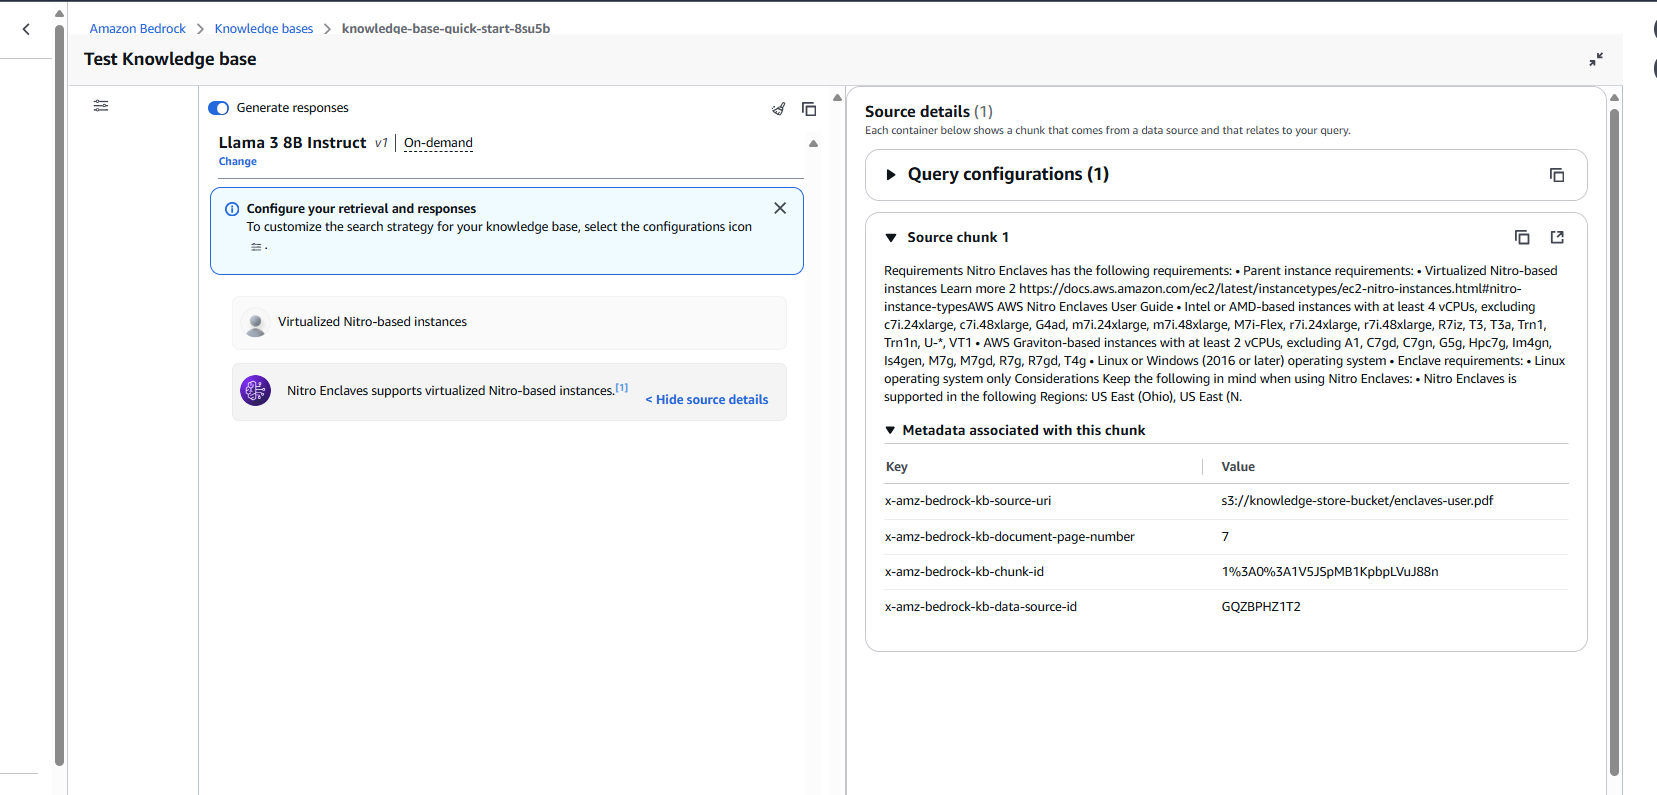 Amazon Bedrock > Knowledge bases > knowledge-base-quick-start-8su5b
Test Knowledge base
Generate responses
Llama 3 8B Instruct v1 | On-demand
Change
Configure your retrieval and responses
To customize the search strategy for your knowledge base, select the configurations icon
.
Virtualized Nitro-based instances
Nitro Enclaves supports virtualized Nitro-based instances.[1]
< Hide source details
Source details (1)
Each container below shows a chunk that comes from a data source and that relates to your query.
Query configurations (1)
Source chunk 1
Requirements Nitro Enclaves has the following requirements: • Parent instance requirements: • Virtualized Nitro-based
instances Learn more 2 https://docs.aws.amazon.com/ec2/latest/instancetypes/ec2-nitro-instances.html#nitro-
instance-typesAWS AWS Nitro Enclaves User Guide • Intel or AMD-based instances with at least 4 vCPUs, excluding
c7i.24xlarge, c7i.48xlarge, G4ad, m7i.24xlarge, m7i.48xlarge, M7i-Flex, r7i.24xlarge, r7i.48xlarge, R7iz, T3, T3a, Trn1,
Trn1n, U-*, VT1 • AWS Graviton-based instances with at least 2 vCPUs, excluding A1, C7gd, C7gn, G5g, Hpc7g, Im4gn,
Is4gen, M7g, M7gd, R7g, R7gd, T4g • Linux or Windows (2016 or later) operating system • Enclave requirements: • Linux
operating system only Considerations Keep the following in mind when using Nitro Enclaves: • Nitro Enclaves is
supported in the following Regions: US East (Ohio), US East (N.
Metadata associated with this chunk
Key Value
x-amz-bedrock-kb-source-uri s3://knowledge-store-bucket/enclaves-user.pdf
x-amz-bedrock-kb-document-page-number 7
x-amz-bedrock-kb-chunk-id 1%3A0%3A1V5JSpMB1KpbpLVuJ88n
x-amz-bedrock-kb-data-source-id GQZBPHZ1T2